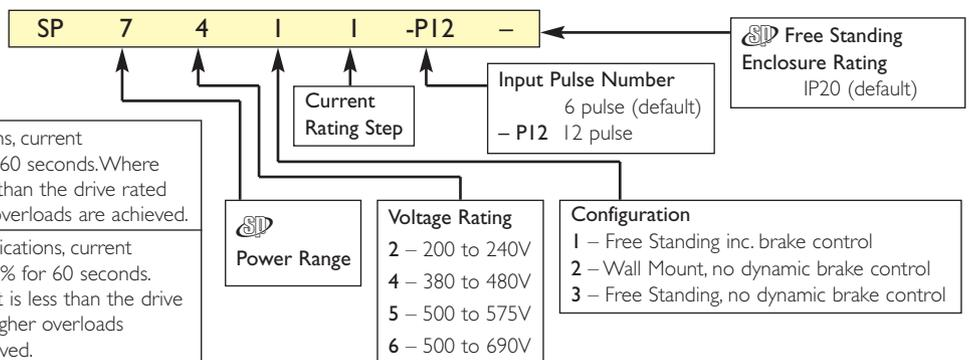 SP 7 4 1 1 -P12 –
SP Free Standing
Enclosure Rating
IP20 (default)
Input Pulse Number
6 pulse (default)
– P12 12 pulse
Current
Rating Step
current
60 seconds. Where
than the drive rated
overloads are achieved.
current
% for 60 seconds.
is less than the drive
overloads
SP
Power Range
Voltage Rating
2 – 200 to 240V
4 – 380 to 480V
5 – 500 to 575V
6 – 500 to 690V
Configuration
1 – Free Standing inc. brake control
2 – Wall Mount, no dynamic brake control
3 – Free Standing, no dynamic brake control